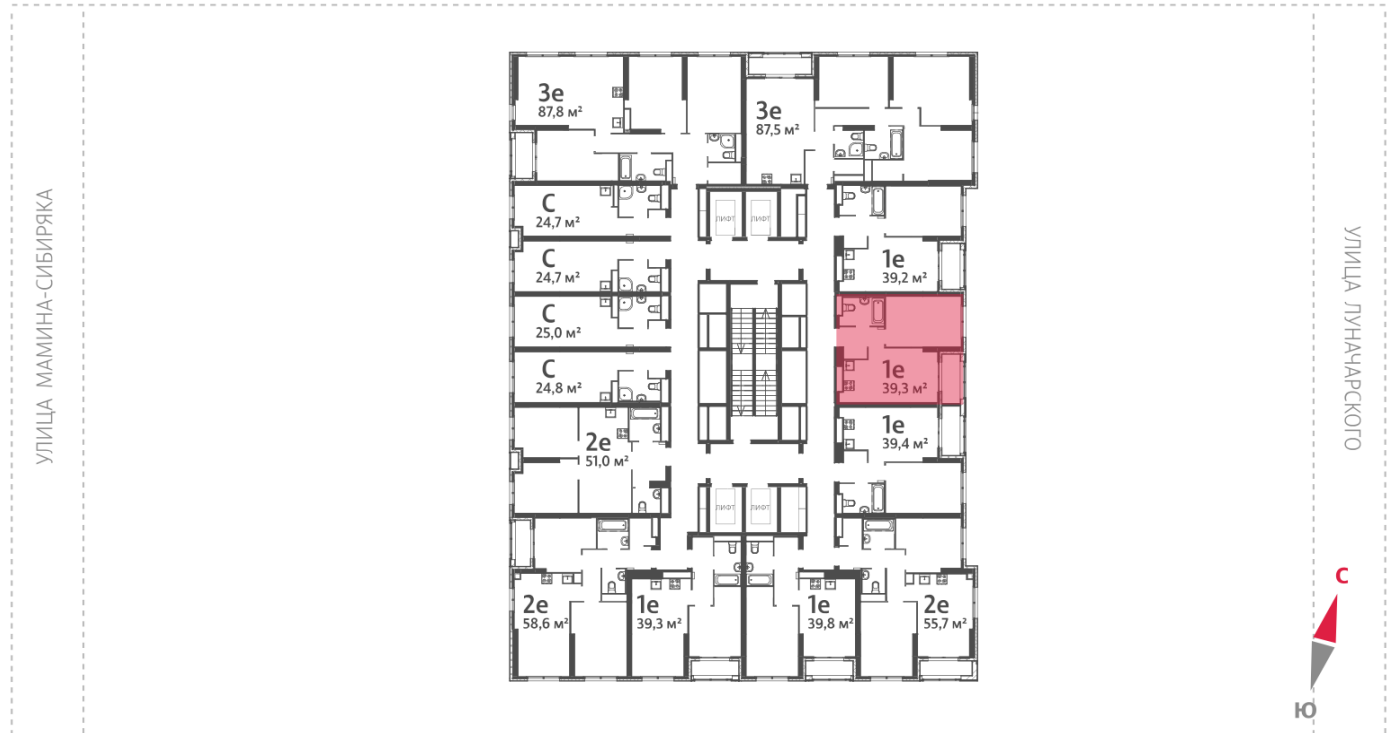 УЛИЦА МАМИНА-СИБИРЯКА
3е
87,8 м²
3е
87,5 м²
С
24,7 м²
ЛИФТ
ЛИФТ
1е
39,2 м²
С
24,7 м²
С
25,0 м²
1е
39,3 м²
С
24,8 м²
2е
51,0 м²
1е
39,4 м²
ЛИФТ
ЛИФТ
2е
58,6 м²
1е
39,3 м²
1е
39,8 м²
2е
55,7 м²
УЛИЦА ЛУНАЧАРСКОГО
С
Ю